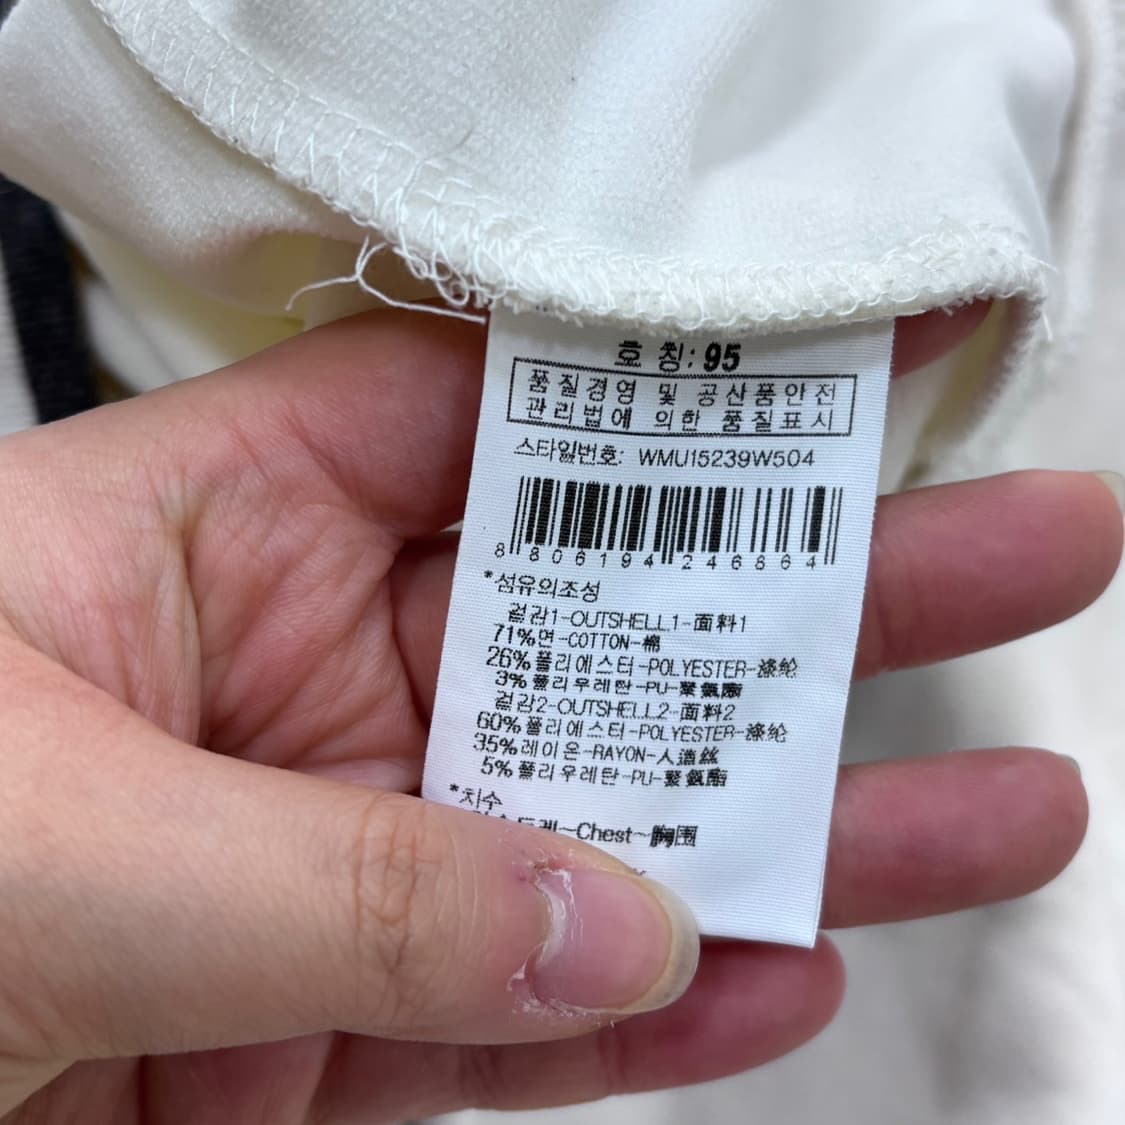 호 칭: 95
품질경영 및 공산품안전
관리법에 의한 품질표시
스타일번호: WMU15239W504
8 806194 246864
*섬유의조성
겉감1-OUTSHELL1-面料1
71%면-COTTON-棉
26%폴리에스터-POLYESTER-涤纶
3%폴리우레탄-PU-聚氨酯
겉감2-OUTSHELL2-面料2
60%폴리에스터-POLYESTER-涤纶
35%레이온-RAYON-人造丝
5%폴리우레탄-PU-聚氨酯
*치수
~Chest~胸围